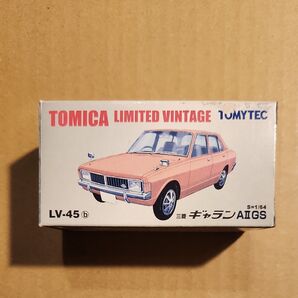 TOMICA LIMITED VINTAGE TOMYTEC
S=1/64
LV-45 ⓑ 三菱 ギャランAⅡGS